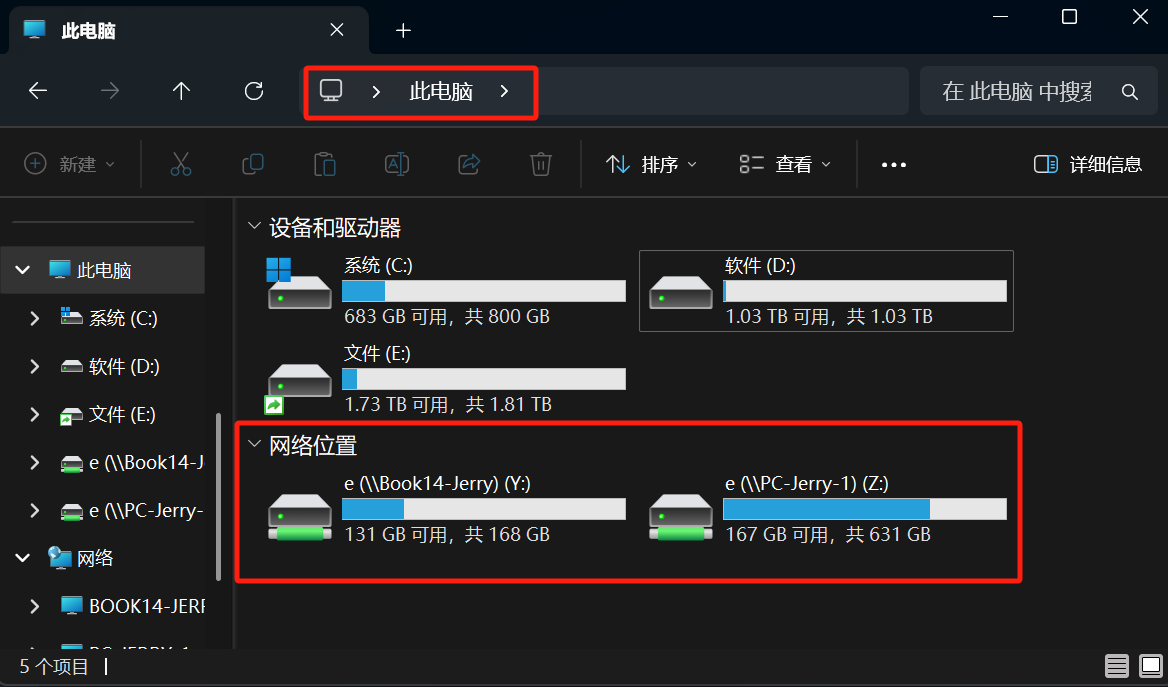 此电脑
此电脑
在 此电脑 中搜索
新建
排序
查看
详细信息
此电脑
系统 (C:)
软件 (D:)
文件 (E:)
e (\\Book14-J
e (\\PC-Jerry-
网络
BOOK14-JERR
设备和驱动器
系统 (C:)
683 GB 可用，共 800 GB
软件 (D:)
1.03 TB 可用，共 1.03 TB
文件 (E:)
1.73 TB 可用，共 1.81 TB
网络位置
e (\\Book14-Jerry) (Y:)
131 GB 可用，共 168 GB
e (\\PC-Jerry-1) (Z:)
167 GB 可用，共 631 GB
5 个项目